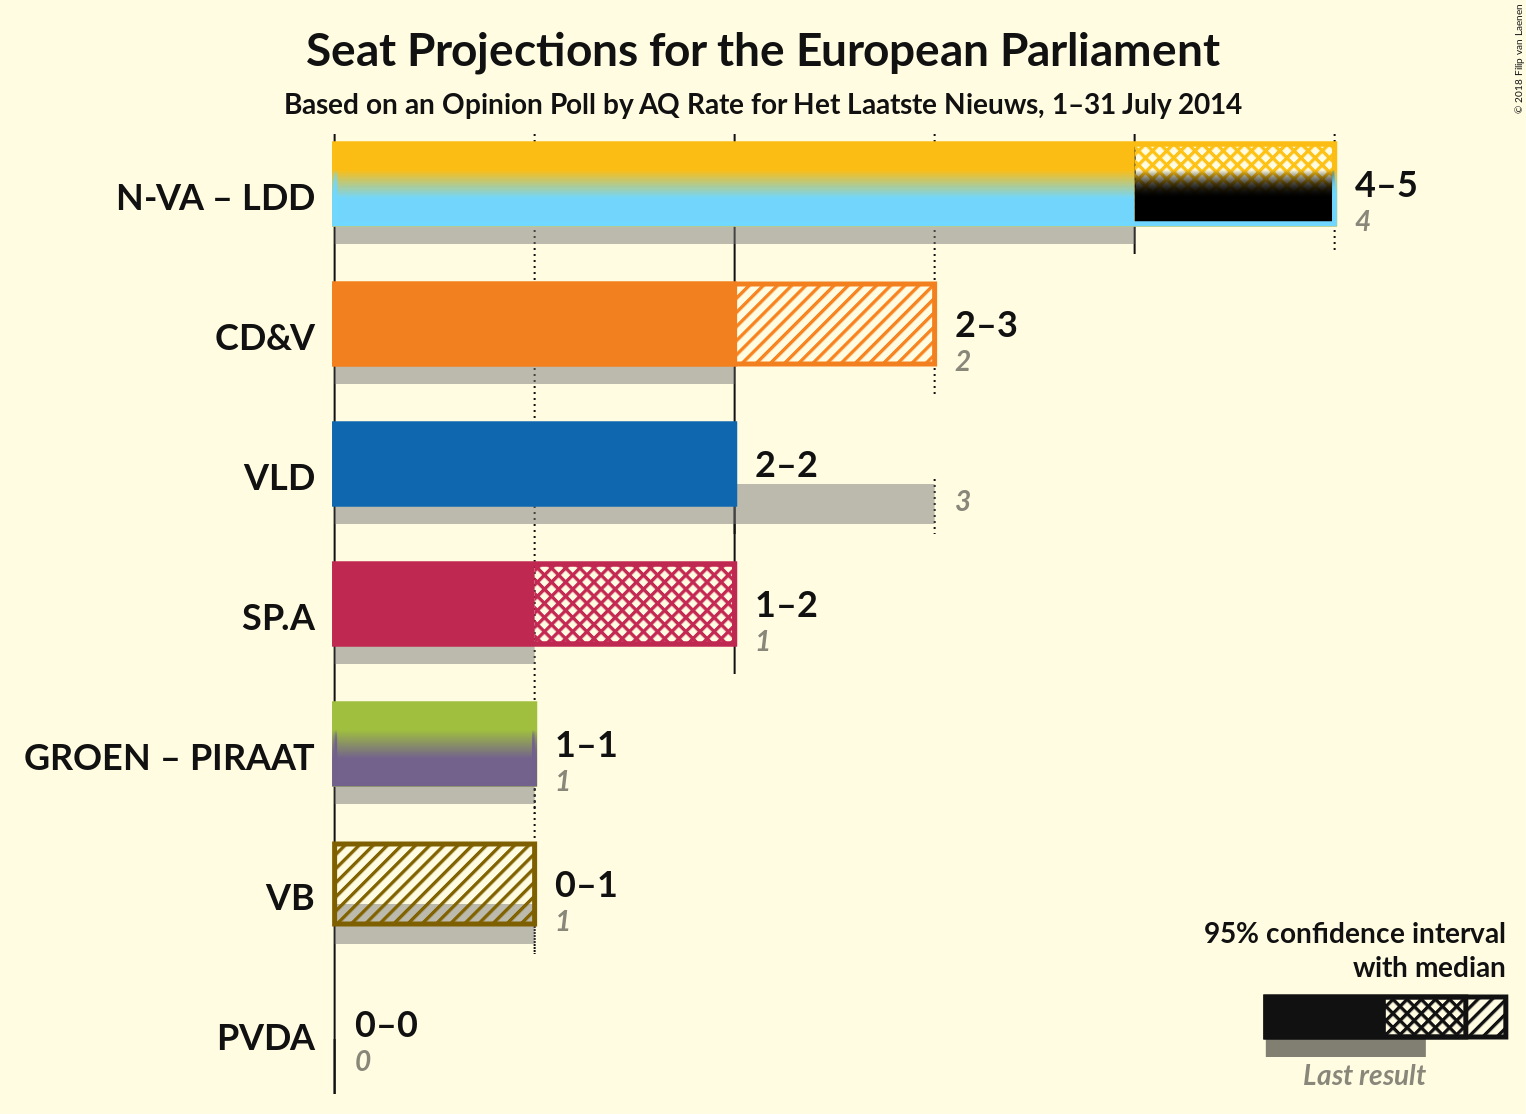 Seat Projections for the European Parliament
Based on an Opinion Poll by AQ Rate for Het Laatste Nieuws, 1–31 July 2014
© 2018 Filip van Laenen
N-VA – LDD
4–5
4
CD&V
2–3
2
VLD
2–2
3
SP.A
1–2
1
GROEN – PIRAAT
1–1
1
VB
0–1
1
PVDA
0–0
0
95% confidence interval
with median
Last result